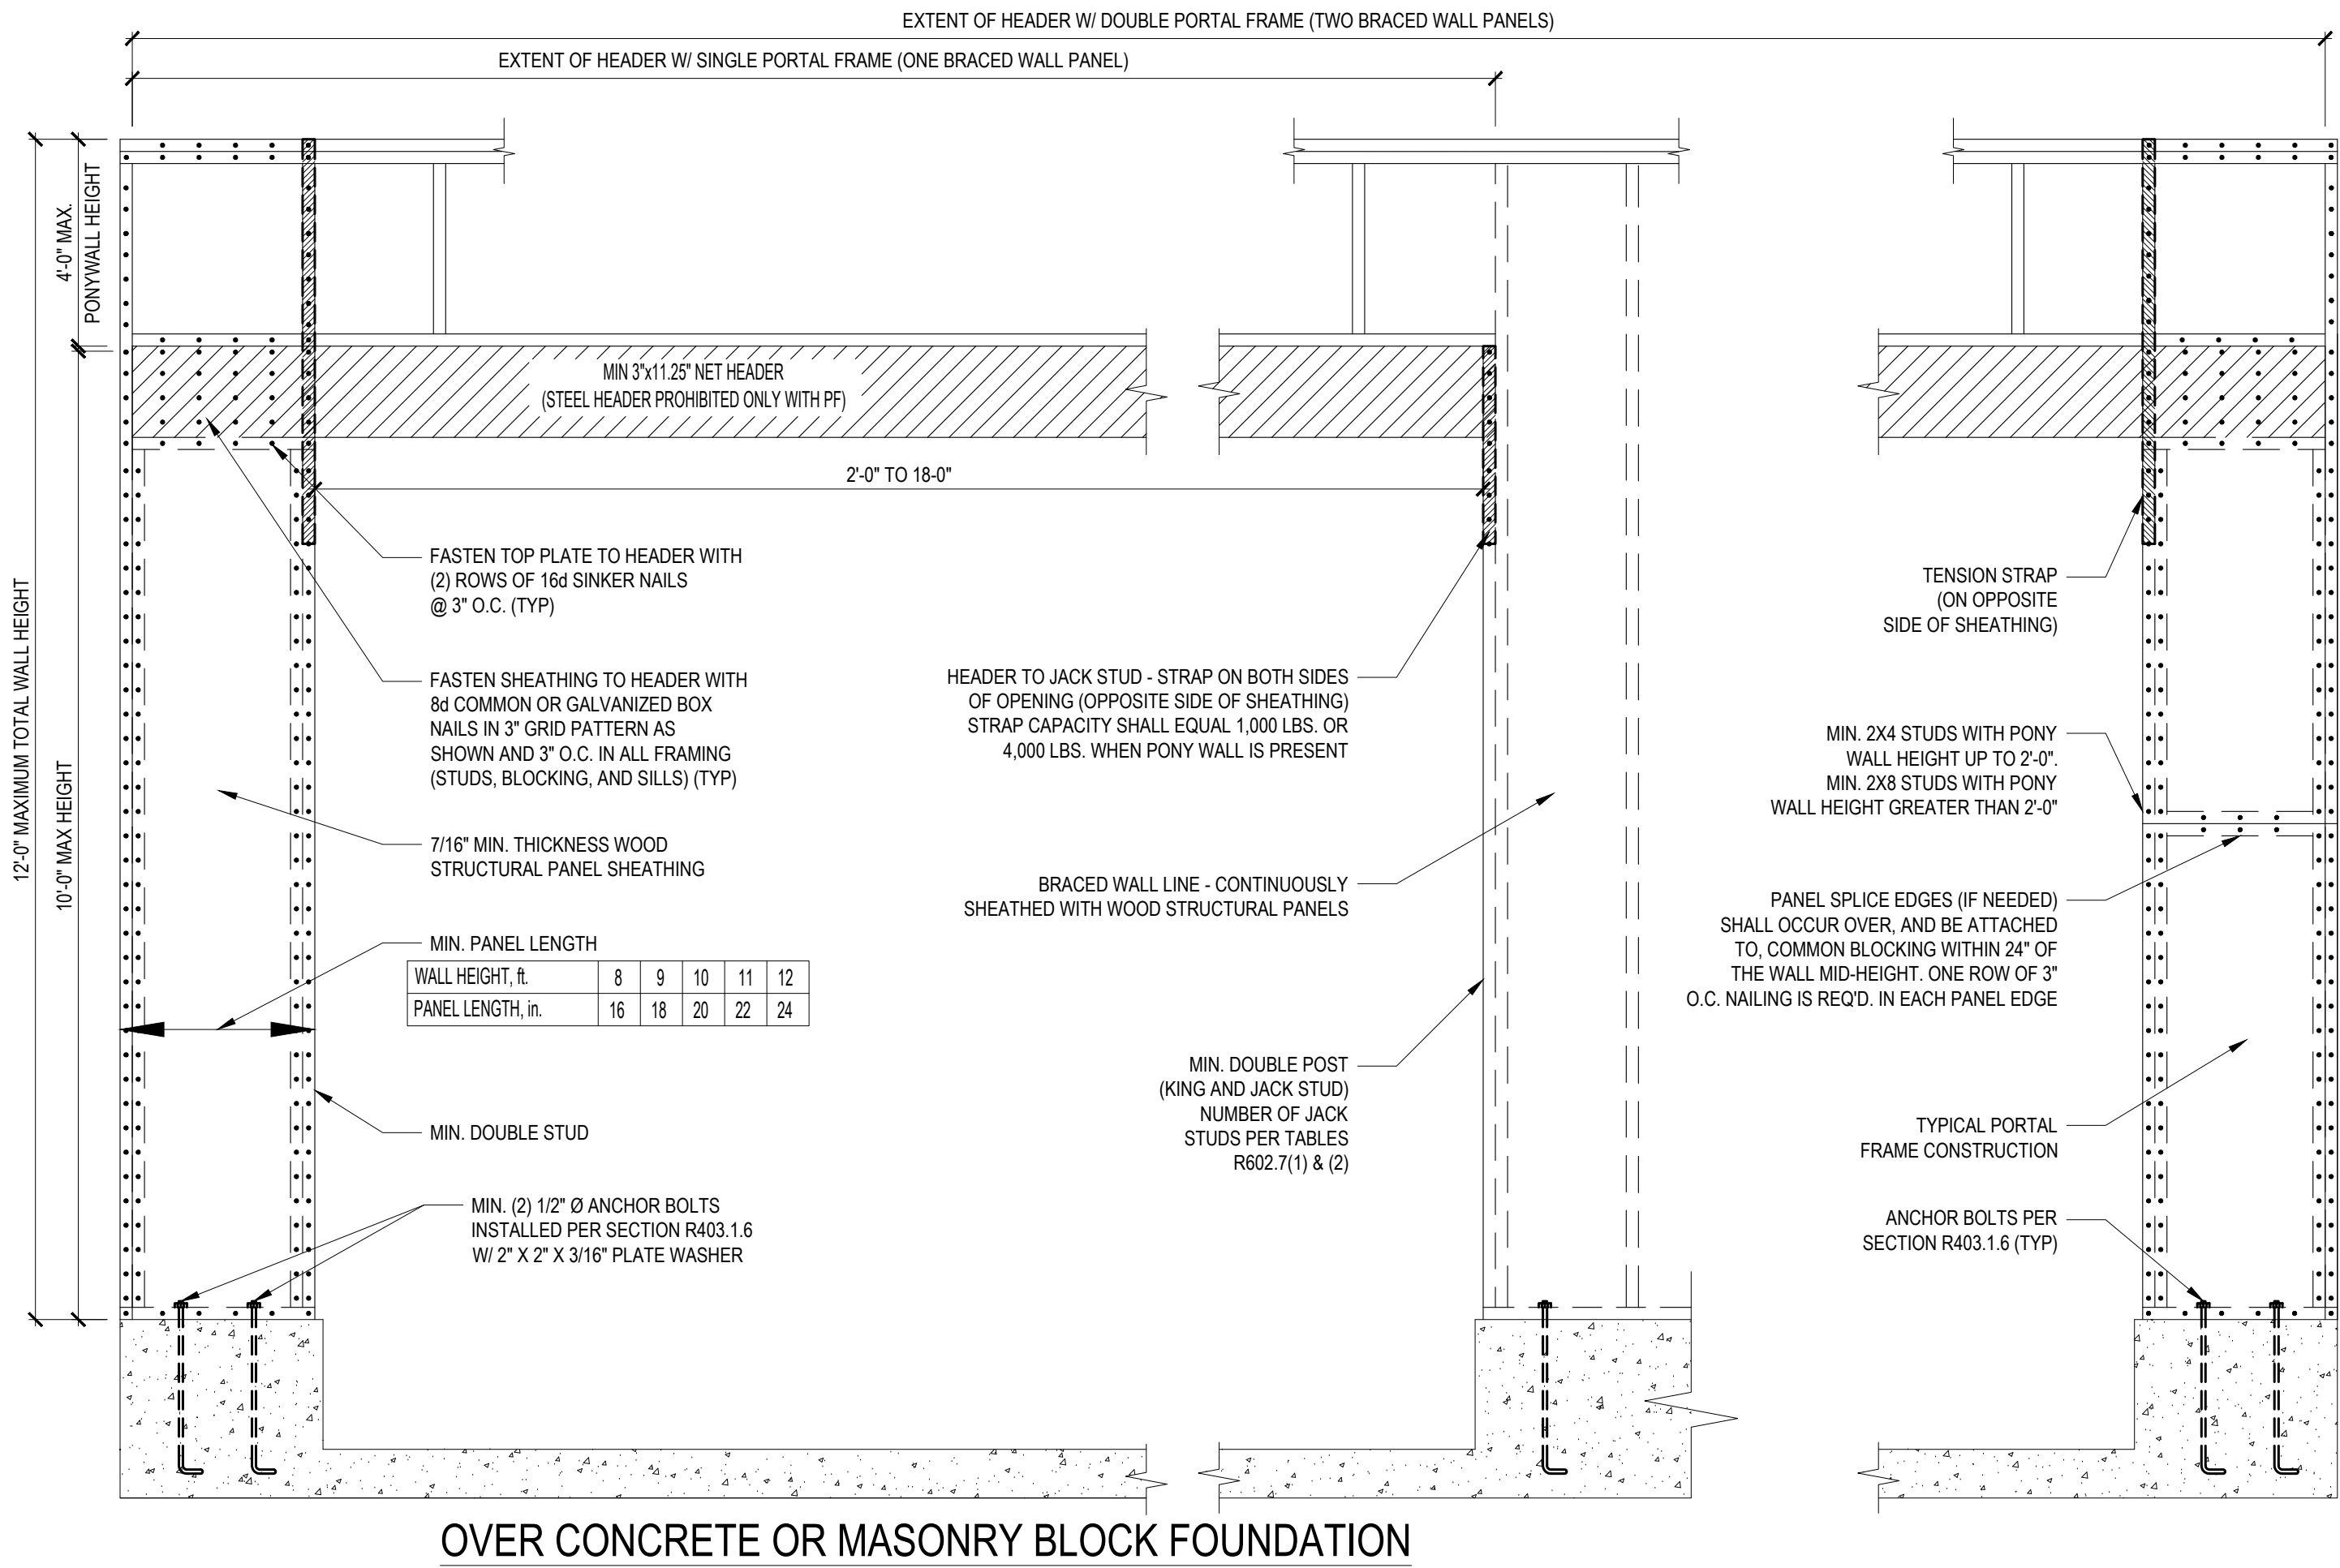 EXTENT OF HEADER W/ DOUBLE PORTAL FRAME (TWO BRACED WALL PANELS)
EXTENT OF HEADER W/ SINGLE PORTAL FRAME (ONE BRACED WALL PANEL)
12'-0" MAXIMUM TOTAL WALL HEIGHT
4'-0" MAX.
PONYWALL HEIGHT
10'-0" MAX HEIGHT
MIN 3"x11.25" NET HEADER
(STEEL HEADER PROHIBITED ONLY WITH PF)
2'-0" TO 18-0"
FASTEN TOP PLATE TO HEADER WITH
(2) ROWS OF 16d SINKER NAILS
@ 3" O.C. (TYP)
FASTEN SHEATHING TO HEADER WITH
8d COMMON OR GALVANIZED BOX
NAILS IN 3" GRID PATTERN AS
SHOWN AND 3" O.C. IN ALL FRAMING
(STUDS, BLOCKING, AND SILLS) (TYP)
7/16" MIN. THICKNESS WOOD
STRUCTURAL PANEL SHEATHING
MIN. PANEL LENGTH
WALL HEIGHT, ft. 8 9 10 11 12
PANEL LENGTH, in. 16 18 20 22 24
MIN. DOUBLE STUD
MIN. (2) 1/2" Ø ANCHOR BOLTS
INSTALLED PER SECTION R403.1.6
W/ 2" X 2" X 3/16" PLATE WASHER
HEADER TO JACK STUD - STRAP ON BOTH SIDES
OF OPENING (OPPOSITE SIDE OF SHEATHING)
STRAP CAPACITY SHALL EQUAL 1,000 LBS. OR
4,000 LBS. WHEN PONY WALL IS PRESENT
BRACED WALL LINE - CONTINUOUSLY
SHEATHED WITH WOOD STRUCTURAL PANELS
MIN. DOUBLE POST
(KING AND JACK STUD)
NUMBER OF JACK
STUDS PER TABLES
R602.7(1) & (2)
TENSION STRAP
(ON OPPOSITE
SIDE OF SHEATHING)
MIN. 2X4 STUDS WITH PONY
WALL HEIGHT UP TO 2'-0".
MIN. 2X8 STUDS WITH PONY
WALL HEIGHT GREATER THAN 2'-0"
PANEL SPLICE EDGES (IF NEEDED)
SHALL OCCUR OVER, AND BE ATTACHED
TO, COMMON BLOCKING WITHIN 24" OF
THE WALL MID-HEIGHT. ONE ROW OF 3"
O.C. NAILING IS REQ'D. IN EACH PANEL EDGE
TYPICAL PORTAL
FRAME CONSTRUCTION
ANCHOR BOLTS PER
SECTION R403.1.6 (TYP)
OVER CONCRETE OR MASONRY BLOCK FOUNDATION